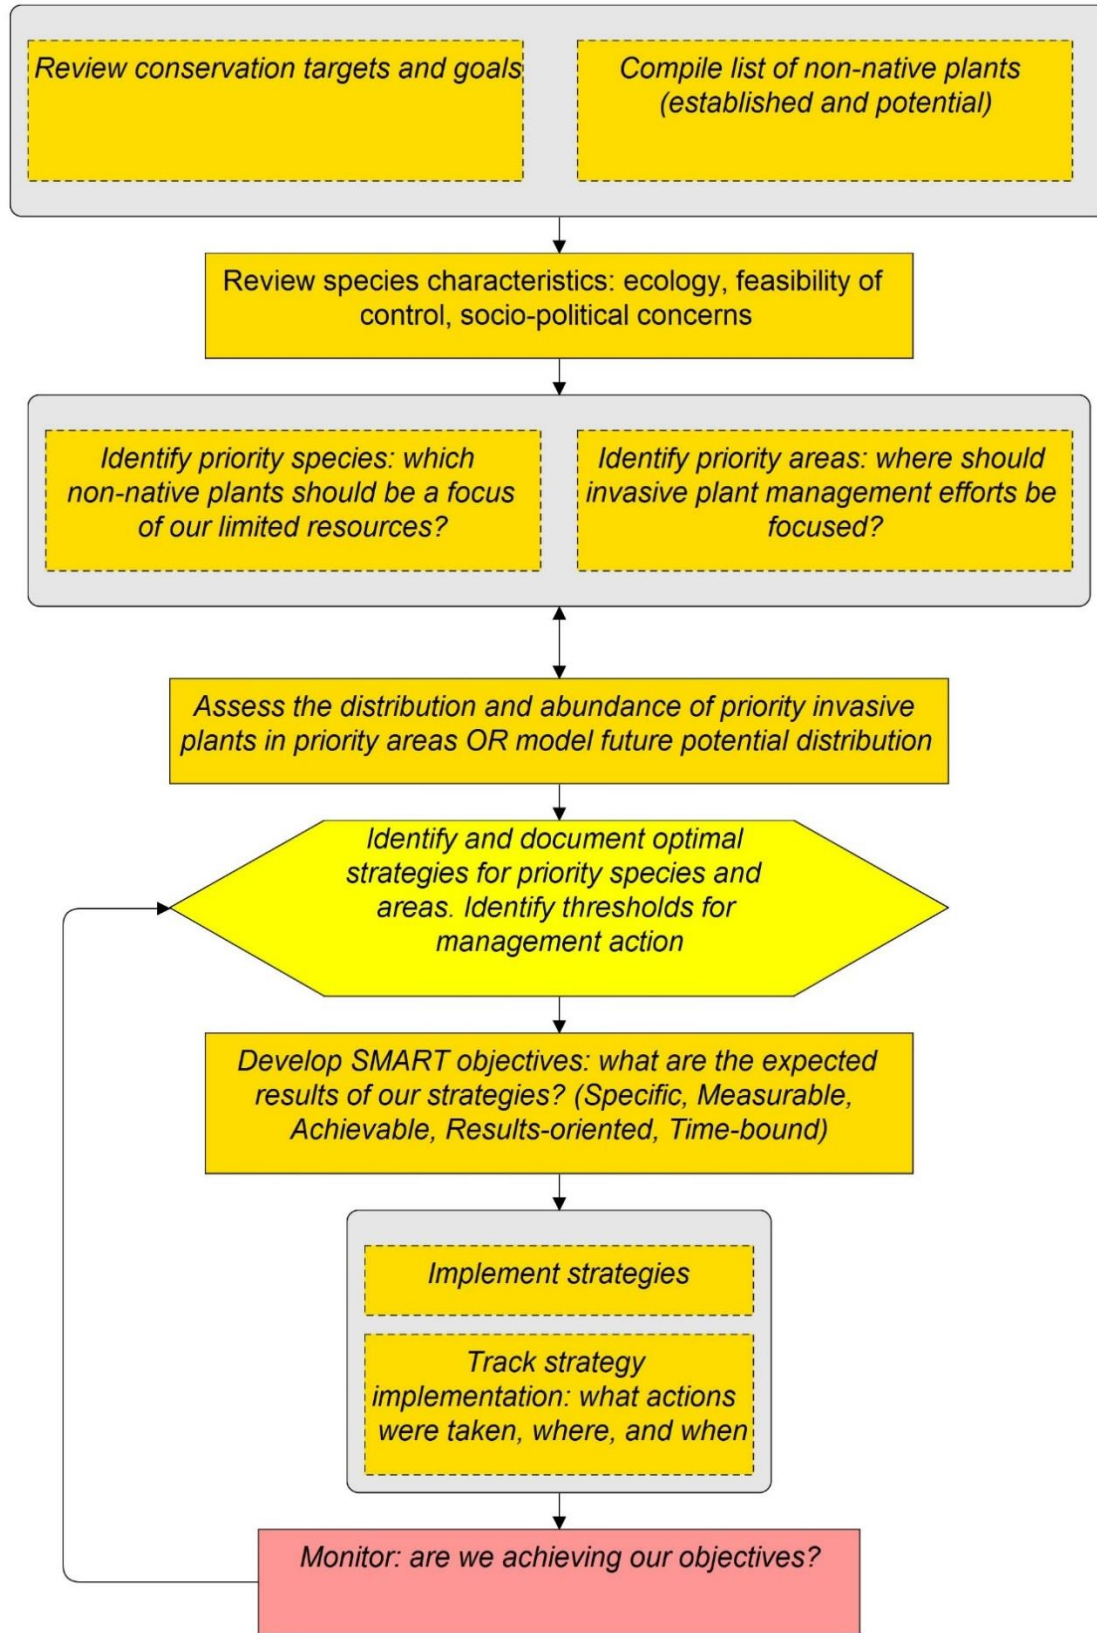 Review conservation targets and goals
Compile list of non-native plants
(established and potential)
Review species characteristics: ecology, feasibility of
control, socio-political concerns
Identify priority species: which
non-native plants should be a focus
of our limited resources?
Identify priority areas: where should
invasive plant management efforts be
focused?
Assess the distribution and abundance of priority invasive
plants in priority areas OR model future potential distribution
Identify and document optimal
strategies for priority species and
areas. Identify thresholds for
management action
Develop SMART objectives: what are the expected
results of our strategies? (Specific, Measurable,
Achievable, Results-oriented, Time-bound)
Implement strategies
Track strategy
implementation: what actions
were taken, where, and when
Monitor: are we achieving our objectives?